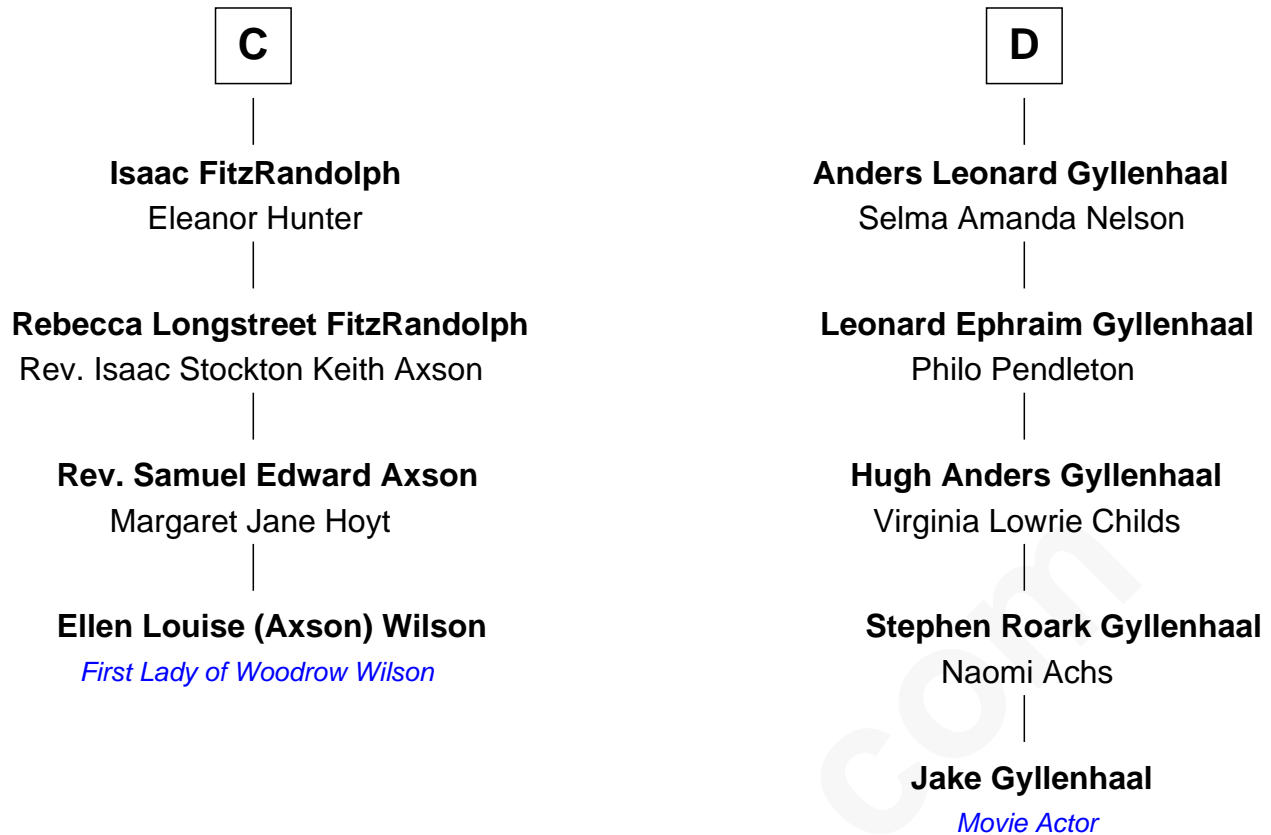 C
Isaac FitzRandolph
Eleanor Hunter
Rebecca Longstreet FitzRandolph
Rev. Isaac Stockton Keith Axson
Rev. Samuel Edward Axson
Margaret Jane Hoyt
Ellen Louise (Axson) Wilson
First Lady of Woodrow Wilson
D
Anders Leonard Gyllenhaal
Selma Amanda Nelson
Leonard Ephraim Gyllenhaal
Philo Pendleton
Hugh Anders Gyllenhaal
Virginia Lowrie Childs
Stephen Roark Gyllenhaal
Naomi Achs
Jake Gyllenhaal
Movie Actor
com